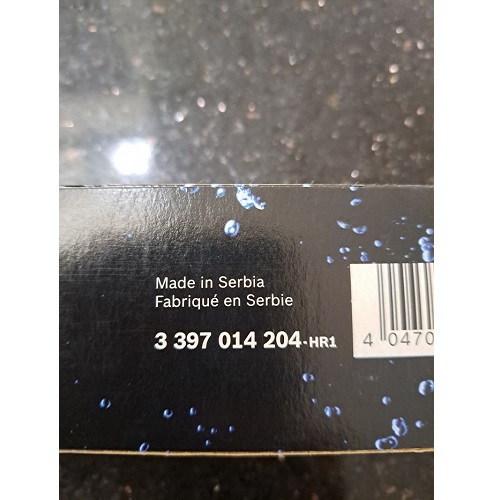 Made in Serbia
Fabriqué en Serbie
3 397 014 204-HR1
4 0470